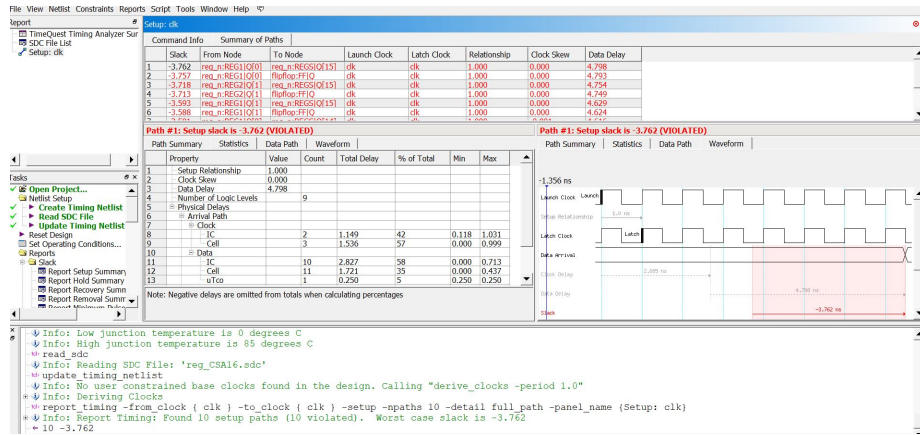 File View Netlist Constraints Reports Script Tools Window Help
Report
TimeQuest Timing Analyzer Sur
SDC File List
Setup: clk
Setup: clk
Command Info Summary of Paths
Slack From Node To Node Launch Clock Latch Clock Relationship Clock Skew Data Delay
1 -3.762 reg_n:REG1|Q[0] reg_n:REGS|Q[15] clk clk 1.000 0.000 4.798
2 -3.757 reg_n:REG1|Q[0] flipflop:FF|Q clk clk 1.000 0.000 4.793
3 -3.718 reg_n:REG2|Q[1] reg_n:REGS|Q[15] clk clk 1.000 0.000 4.754
4 -3.713 reg_n:REG2|Q[1] flipflop:FF|Q clk clk 1.000 0.000 4.749
5 -3.593 reg_n:REG1|Q[1] reg_n:REGS|Q[15] clk clk 1.000 0.000 4.629
6 -3.588 reg_n:REG1|Q[1] flipflop:FF|Q clk clk 1.000 0.000 4.624
Path #1: Setup slack is -3.762 (VIOLATED)
Path Summary Statistics Data Path Waveform
Property Value Count Total Delay % of Total Min Max
1 Setup Relationship 1.000
2 Clock Skew 0.000
3 Data Delay 4.798
4 Number of Logic Levels 9
5 Physical Delays
6 Arrival Path
7 Clock
8 IC 2 1.149 42 0.118 1.031
9 Cell 3 1.536 57 0.000 0.999
10 Data
11 IC 10 2.827 58 0.000 0.713
12 Cell 11 1.721 35 0.000 0.437
13 uTco 1 0.250 5 0.250 0.250
Note: Negative delays are omitted from totals when calculating percentages
Path #1: Setup slack is -3.762 (VIOLATED)
Path Summary Statistics Data Path Waveform
-1.356 ns
Launch Clock Launch
Setup Relationship 1.0 ns
Latch Clock Latch
Data Arrival
Clock Delay
Data Delay
Slack -3.762 ns
Tasks
Open Project...
Netlist Setup
Create Timing Netlist
Read SDC File
Update Timing Netlist
Reset Design
Set Operating Conditions...
Reports
Slack
Report Setup Summary
Report Hold Summary
Report Recovery Summ
Report Removal Summ
Info: Low junction temperature is 0 degrees C
Info: High junction temperature is 85 degrees C
read_sdc
Info: Reading SDC File: 'reg_CSA16.sdc'
update_timing_netlist
Info: No user constrained base clocks found in the design. Calling "derive_clocks -period 1.0"
Info: Deriving Clocks
report_timing -from_clock { clk } -to_clock { clk } -setup -npaths 10 -detail full_path -panel_name {Setup: clk}
Info: Report Timing: Found 10 setup paths (10 violated). Worst case slack is -3.762
10 -3.762